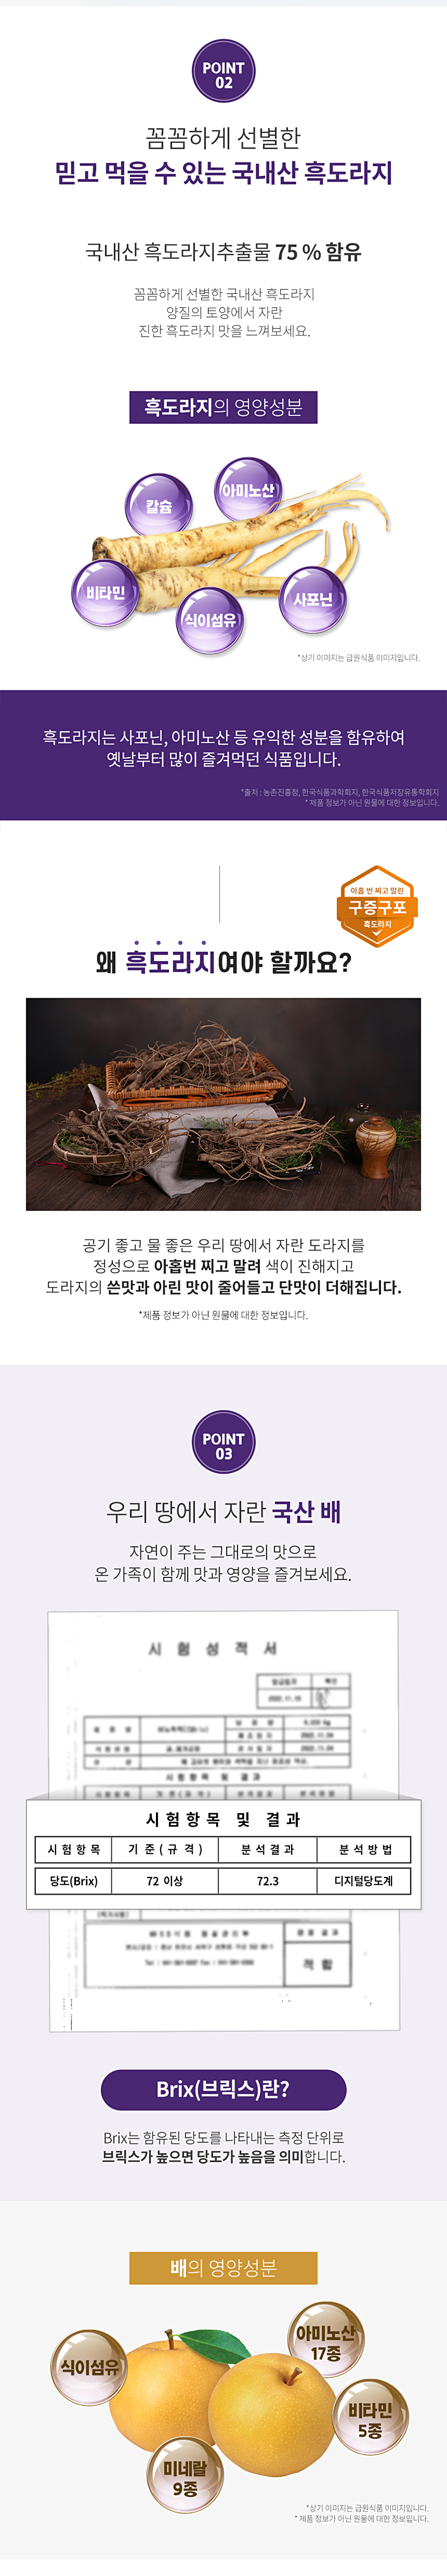 POINT
02
꼼꼼하게 선별한
믿고 먹을 수 있는 국내산 흑도라지
국내산 흑도라지추출물 75 % 함유
꼼꼼하게 선별한 국내산 흑도라지
양질의 토양에서 자란
진한 흑도라지 맛을 느껴보세요.
흑도라지의 영양성분
칼슘
아미노산
비타민
식이섬유
사포닌
*상기 이미지는 급원식품 이미지입니다.
흑도라지는 사포닌, 아미노산 등 유익한 성분을 함유하여
옛날부터 많이 즐겨먹던 식품입니다.
*출처 : 농촌진흥청, 한국식품과학회지, 한국식품저장유통학회지
* 제품 정보가 아닌 원물에 대한 정보입니다.
아홉 번 찌고 말린
구증구포
흑도라지
왜 흑도라지여야 할까요?
공기 좋고 물 좋은 우리 땅에서 자란 도라지를
정성으로 아홉번 찌고 말려 색이 진해지고
도라지의 쓴맛과 아린 맛이 줄어들고 단맛이 더해집니다.
*제품 정보가 아닌 원물에 대한 정보입니다.
POINT
03
우리 땅에서 자란 국산 배
자연이 주는 그대로의 맛으로
온 가족이 함께 맛과 영양을 즐겨보세요.
시 험 성 적 서
시험항목 및 결과
시험항목 기준(규격) 분석결과 분석방법
당도(Brix) 72 이상 72.3 디지털당도계
적 합
Brix(브릭스)란?
Brix는 함유된 당도를 나타내는 측정 단위로
브릭스가 높으면 당도가 높음을 의미합니다.
배의 영양성분
식이섬유
아미노산
17종
비타민
5종
미네랄
9종
*상기 이미지는 급원식품 이미지입니다.
* 제품 정보가 아닌 원물에 대한 정보입니다.